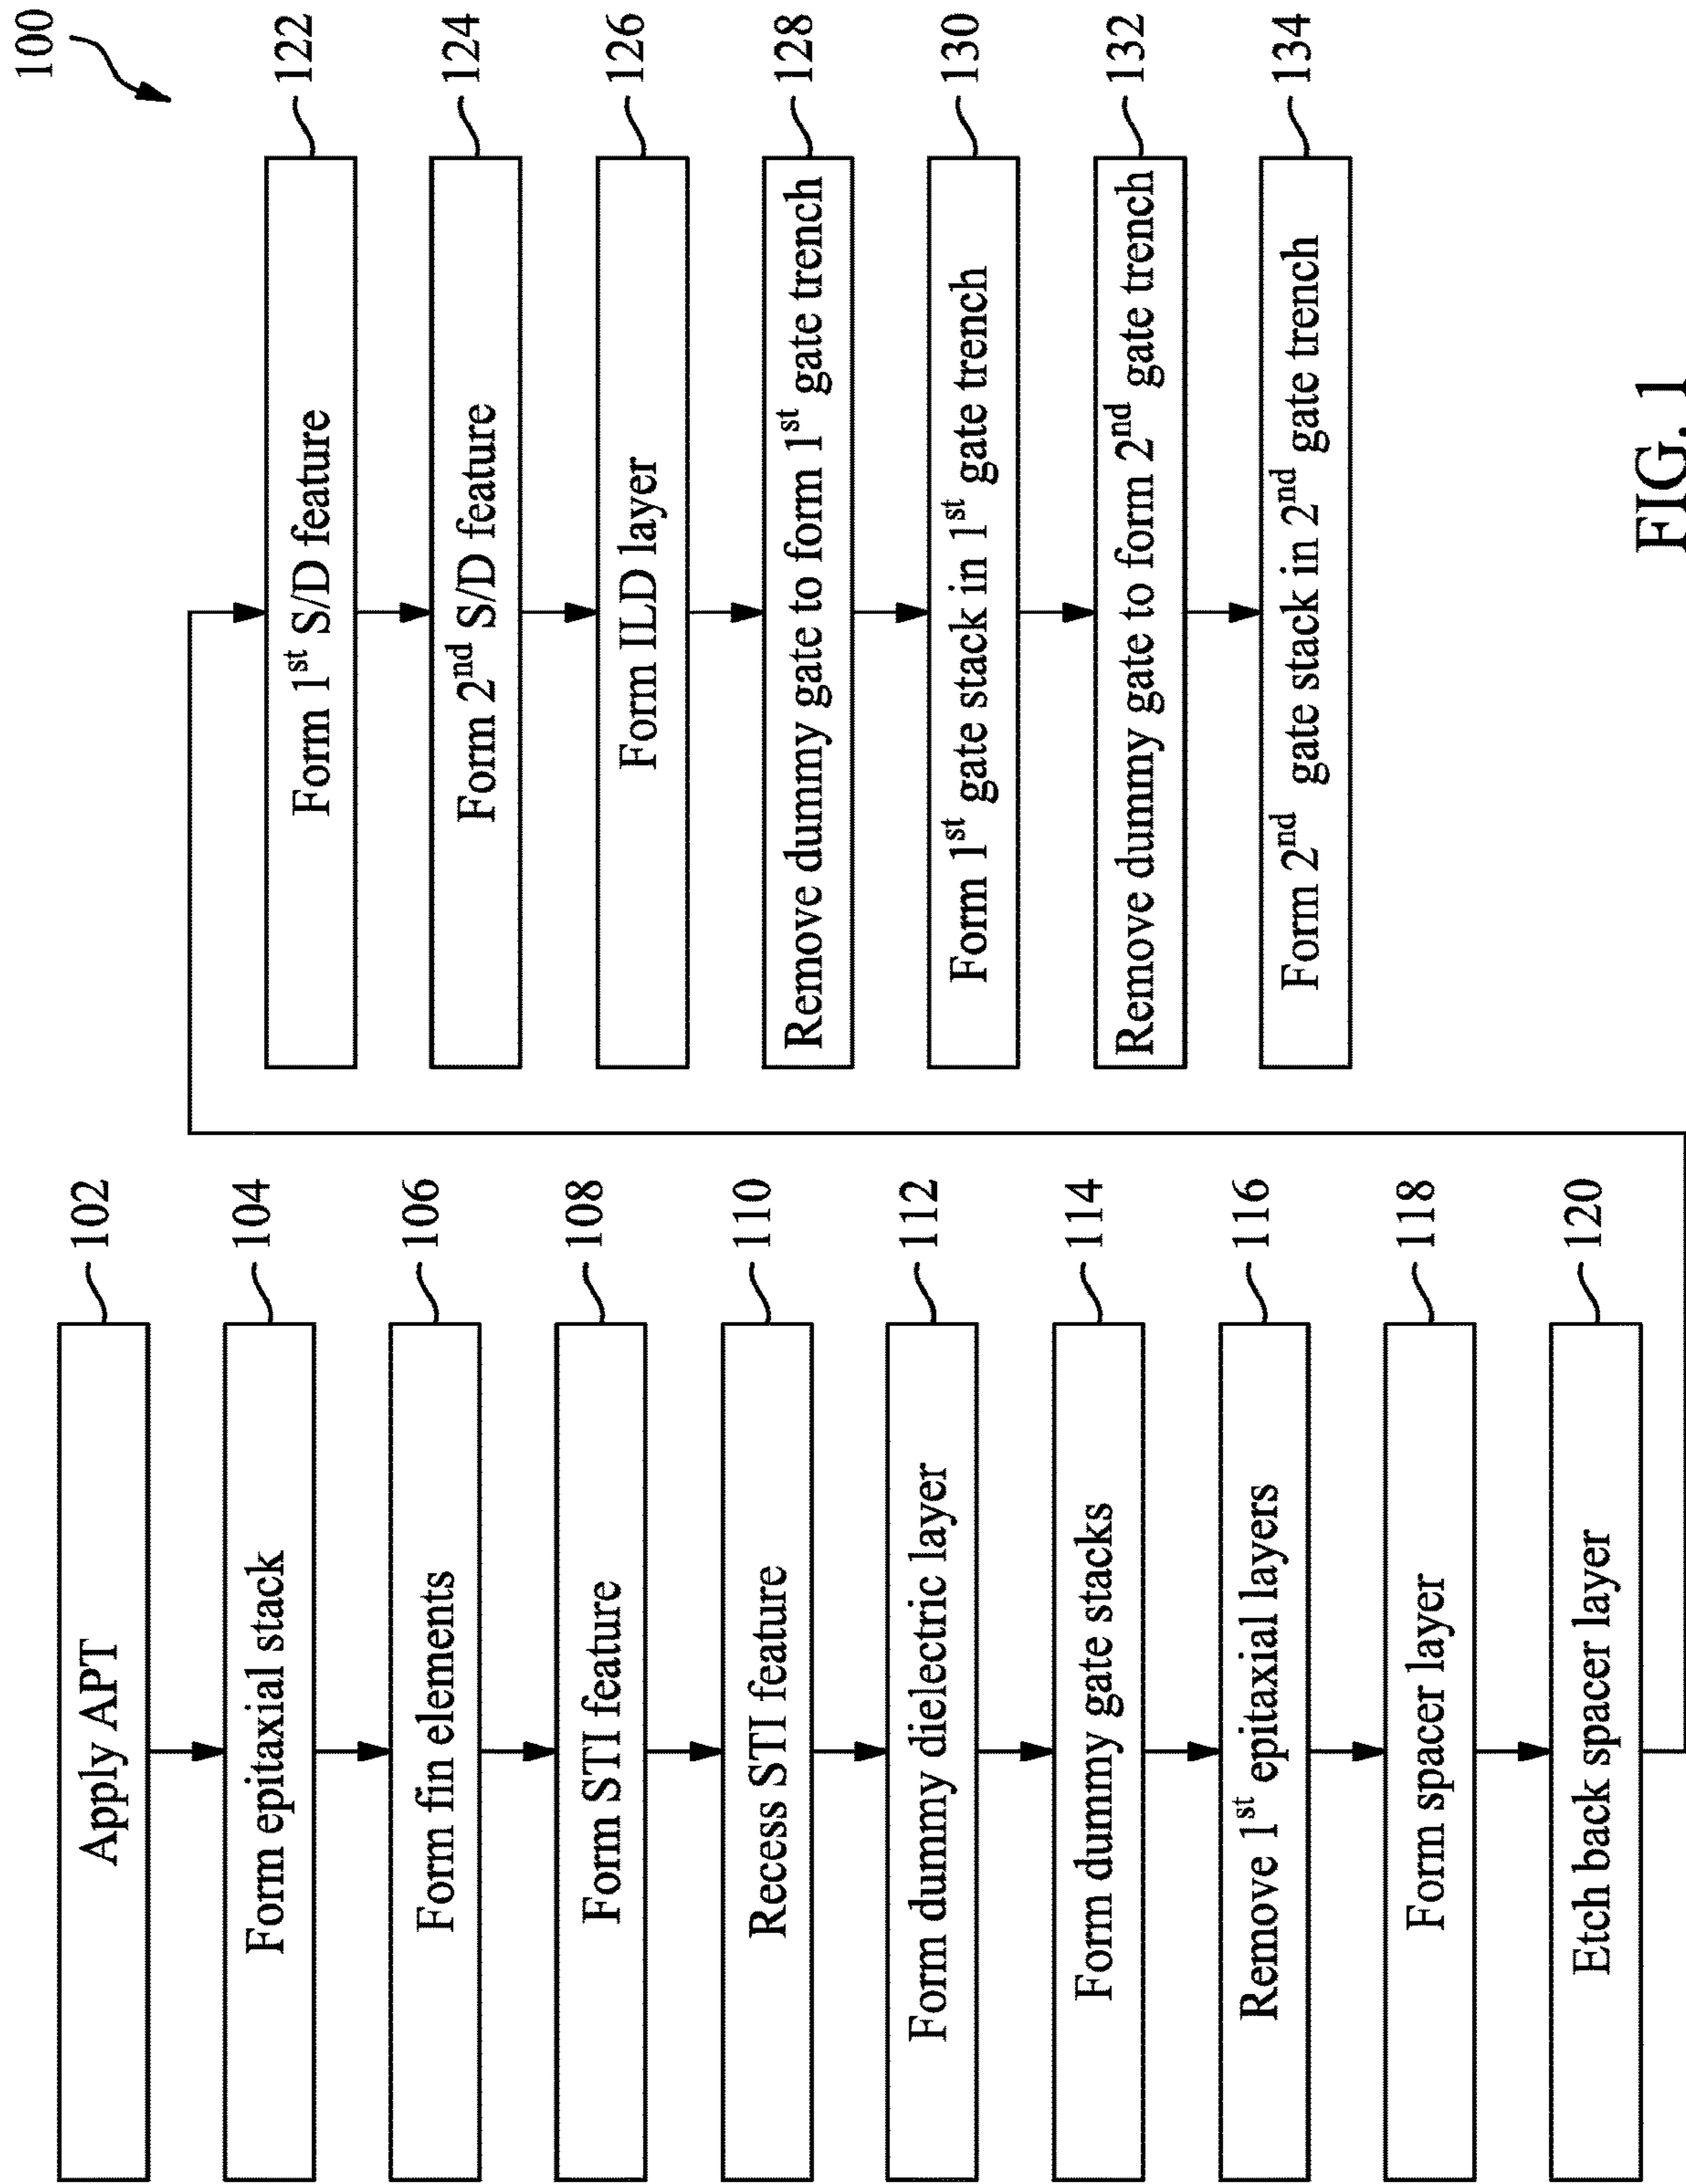 100
Apply APT
102
Form epitaxial stack
104
Form fin elements
106
Form STI feature
108
Recess STI feature
110
Form dummy dielectric layer
112
Form dummy gate stacks
114
Remove 1st epitaxial layers
116
Form spacer layer
118
Etch back spacer layer
120
Form 1st S/D feature
122
Form 2nd S/D feature
124
Form ILD layer
126
Remove dummy gate to form 1st gate trench
128
Form 1st gate stack in 1st gate trench
130
Remove dummy gate to form 2nd gate trench
132
Form 2nd gate stack in 2nd gate trench
134
FIG. 1